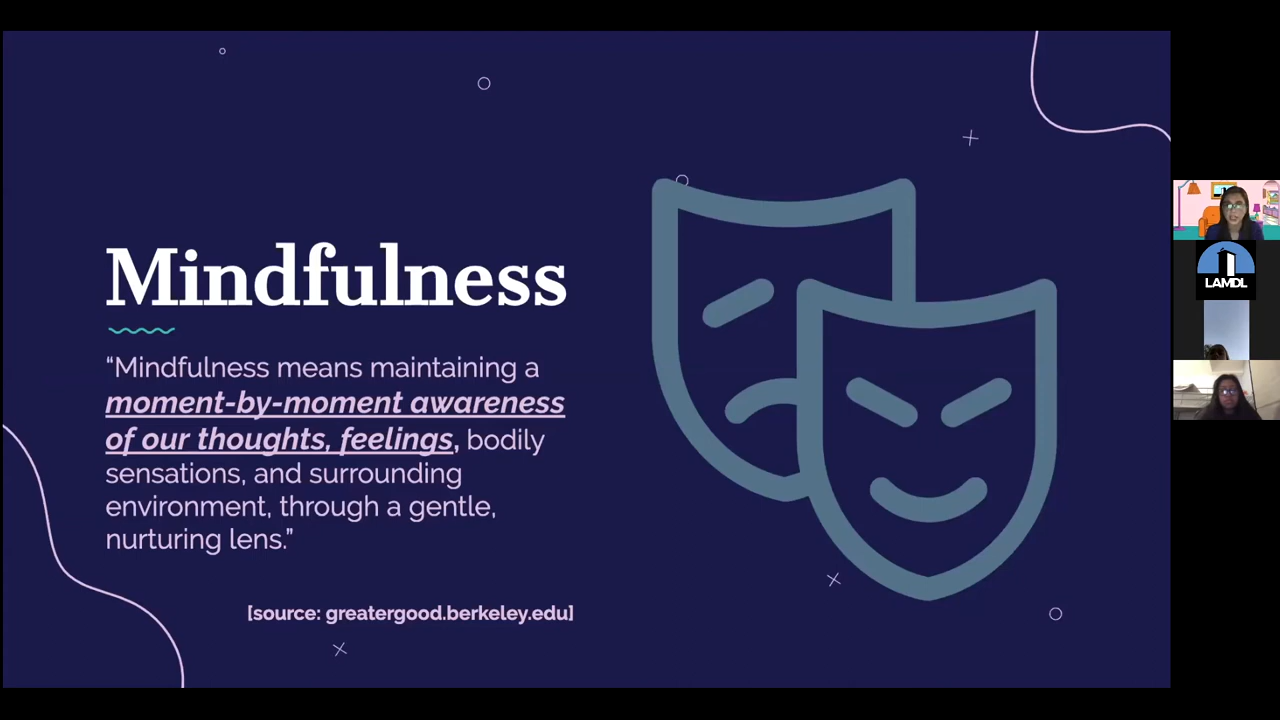 Mindfulness
“Mindfulness means maintaining a
moment-by-moment awareness
of our thoughts, feelings, bodily
sensations, and surrounding
environment, through a gentle,
nurturing lens.”
[source: greatergood.berkeley.edu]
LAMDL